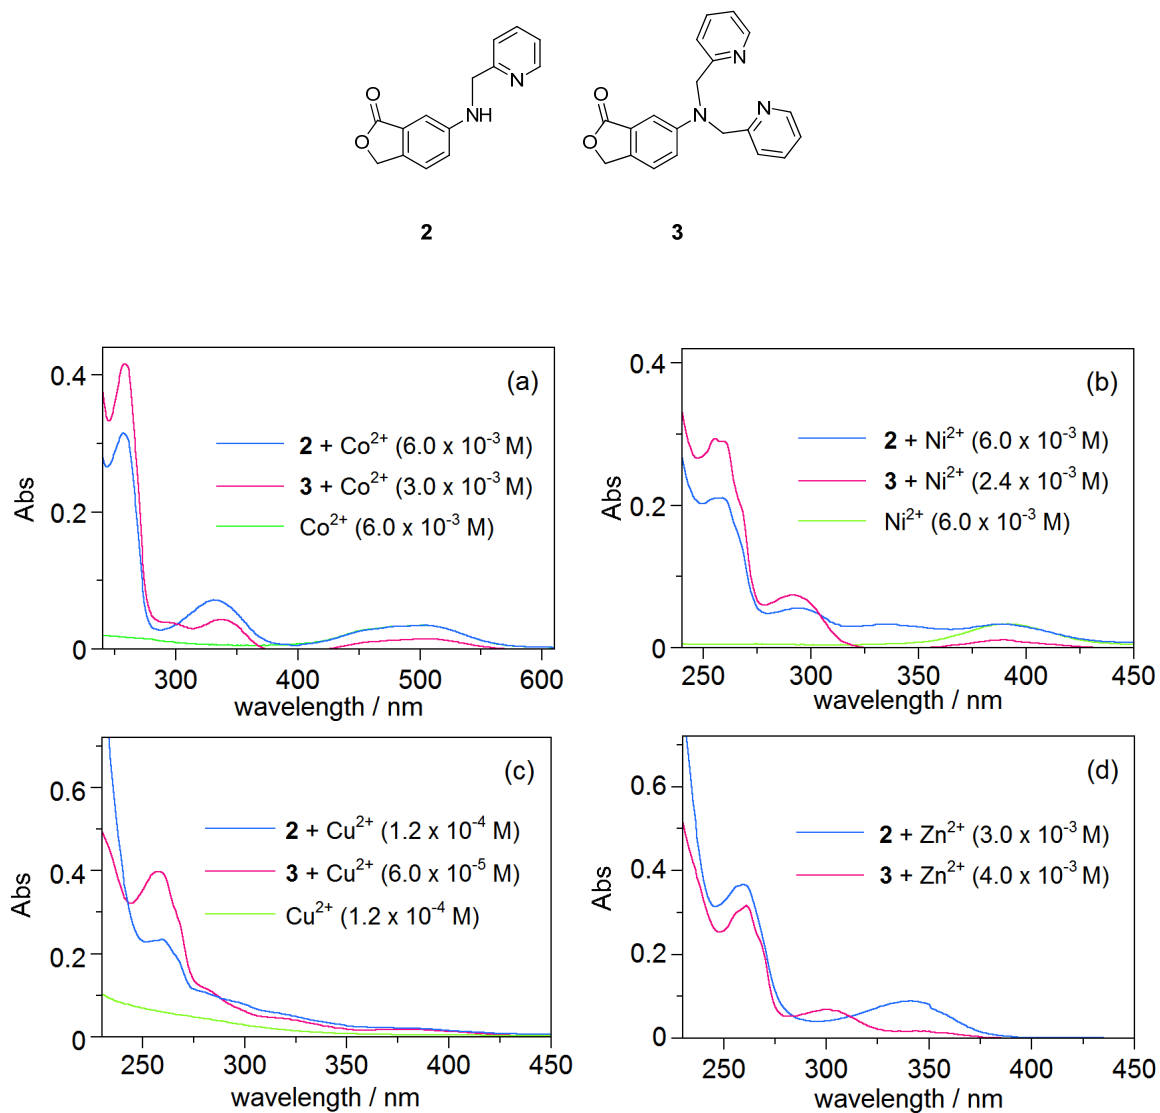 N
O
NH
O
2
N
N
O
N
O
3
(a)
0.4
0.2
0
Abs
2 + Co²⁺ (6.0 x 10⁻³ M)
3 + Co²⁺ (3.0 x 10⁻³ M)
Co²⁺ (6.0 x 10⁻³ M)
300 400 500 600
wavelength / nm
(b)
0.4
0.2
0
Abs
2 + Ni²⁺ (6.0 x 10⁻³ M)
3 + Ni²⁺ (2.4 x 10⁻³ M)
Ni²⁺ (6.0 x 10⁻³ M)
250 300 350 400 450
wavelength / nm
(c)
0.6
0.4
0.2
0
Abs
2 + Cu²⁺ (1.2 x 10⁻⁴ M)
3 + Cu²⁺ (6.0 x 10⁻⁵ M)
Cu²⁺ (1.2 x 10⁻⁴ M)
250 300 350 400 450
wavelength / nm
(d)
0.6
0.4
0.2
0
Abs
2 + Zn²⁺ (3.0 x 10⁻³ M)
3 + Zn²⁺ (4.0 x 10⁻³ M)
250 300 350 400 450
wavelength / nm